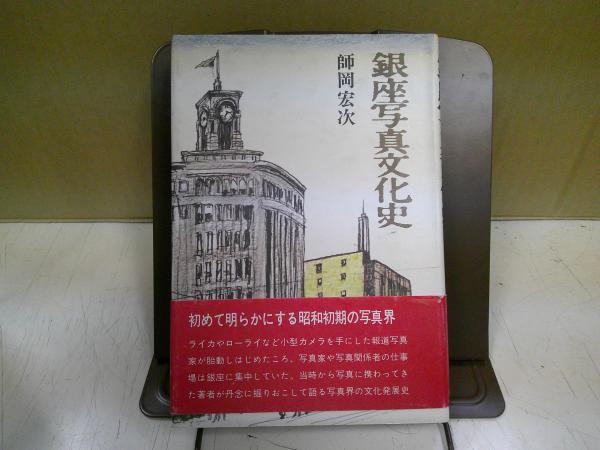 銀座写真文化史
師岡宏次
初めて明らかにする昭和初期の写真界
ライカやローライなど小型カメラを手にした報道写真
家が胎動しはじめたころ、写真家や写真関係者の仕事
場は銀座に集中していた。当時から写真に携わってき
た著者が丹念に掘りおこして語る写真界の文化発展史